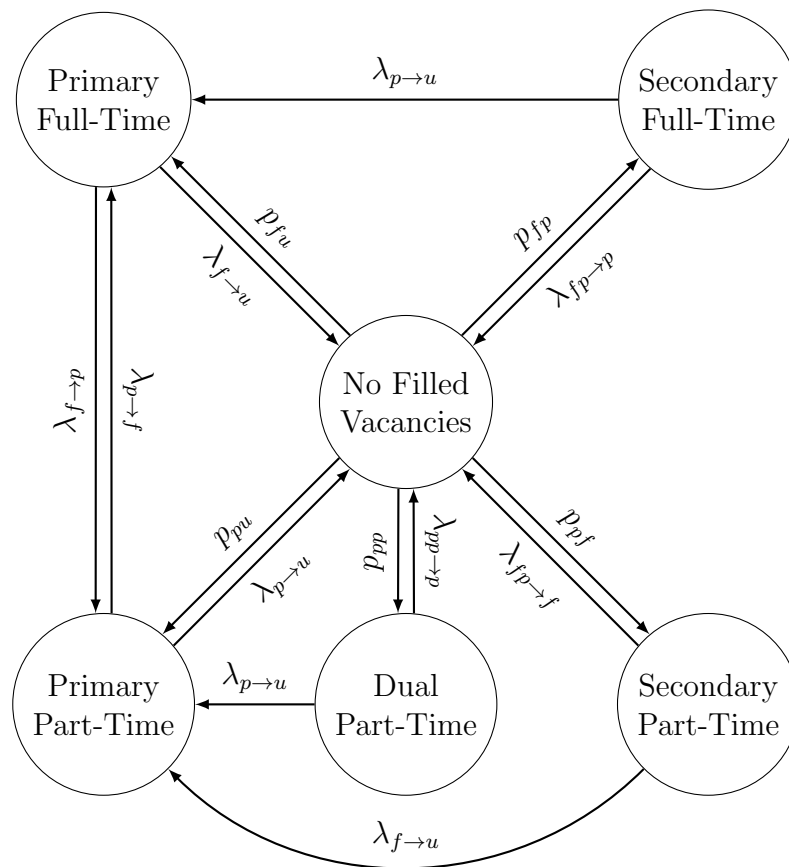 Primary
Full-Time
λ_{p→u}
Secondary
Full-Time
p_{fu}
λ_{f→u}
p_{fp}
λ_{fp→p}
λ_{f→p}
λ_{p→f}
No Filled
Vacancies
p_{pu}
λ_{p→u}
p_{pp}
λ_{pp→p}
p_{pf}
λ_{fp→f}
Primary
Part-Time
λ_{p→u}
Dual
Part-Time
Secondary
Part-Time
λ_{f→u}